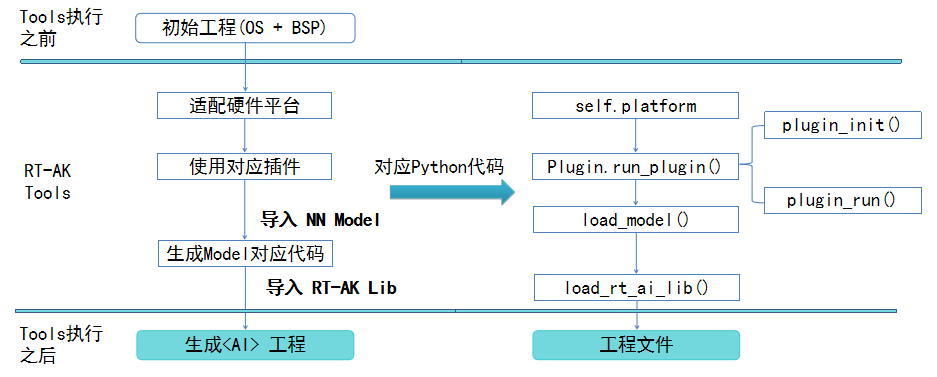 Tools执行
之前
初始工程(OS + BSP)
适配硬件平台
self.platform
plugin_init()
RT-AK
Tools
使用对应插件
对应Python代码
Plugin.run_plugin()
plugin_run()
导入 NN Model
load_model()
生成Model对应代码
导入 RT-AK Lib
load_rt_ai_lib()
Tools执行
之后
生成<AI> 工程
工程文件